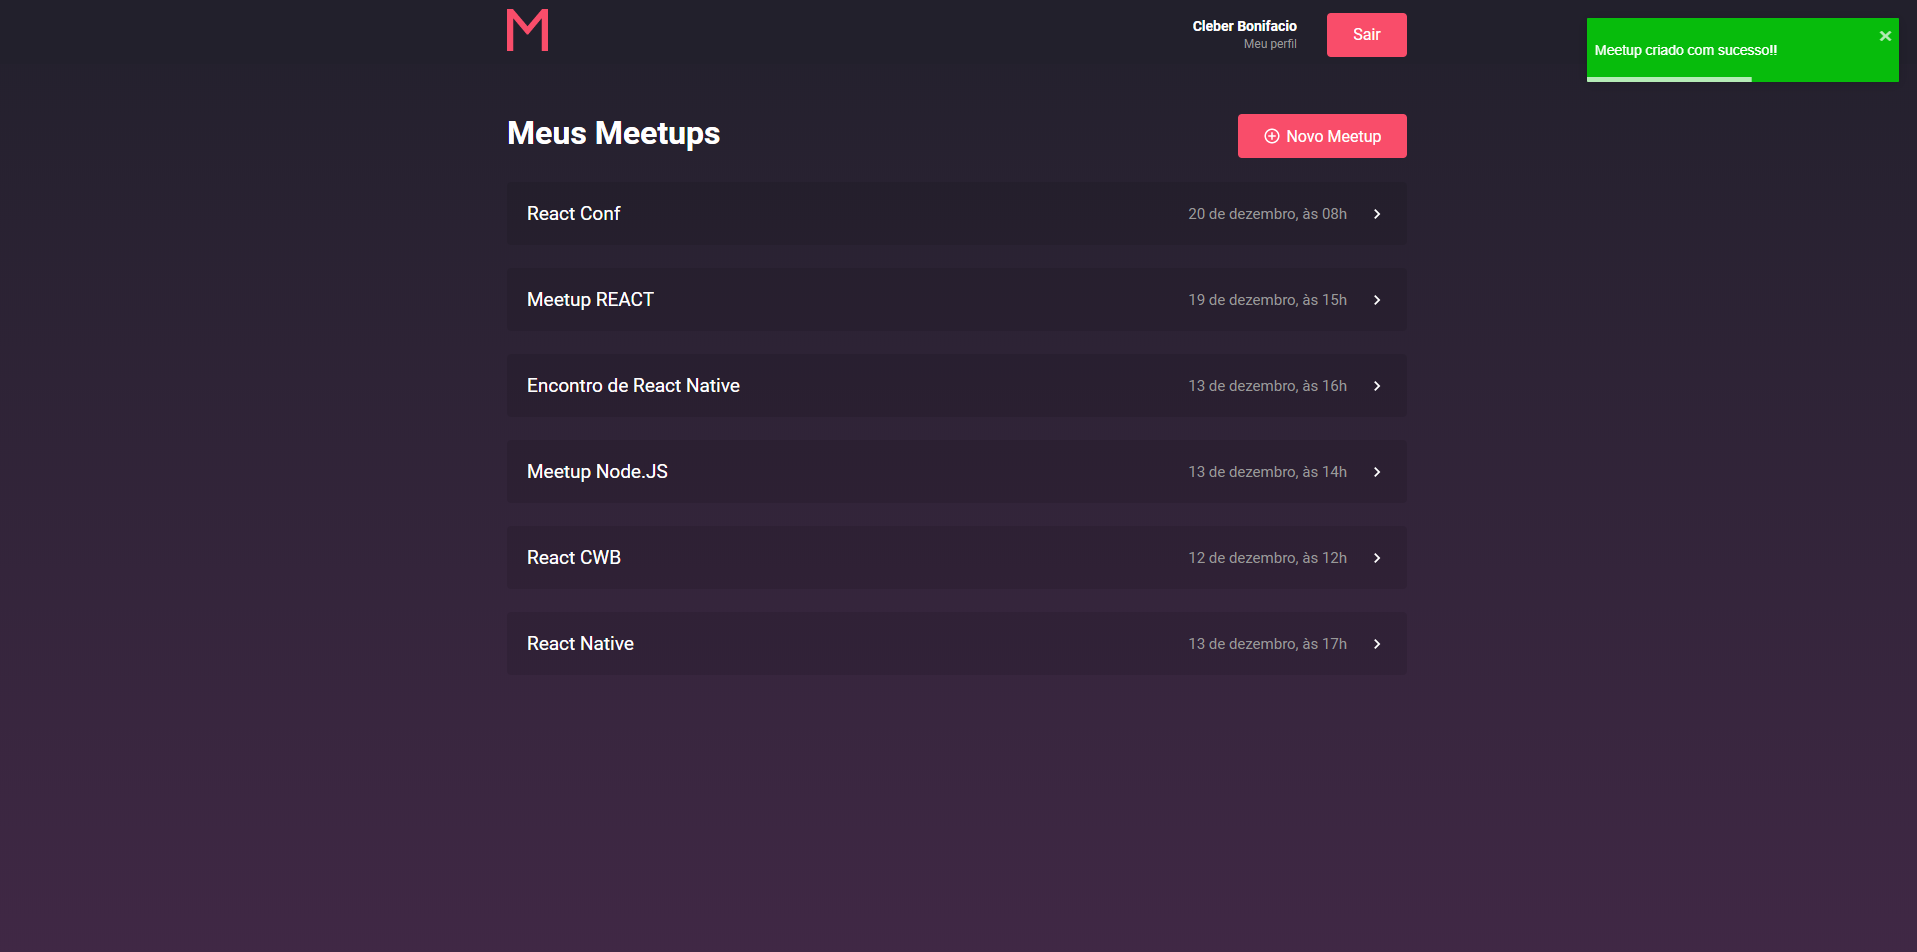 M
Cleber Bonifacio
Meu perfil
Sair
Meetup criado com sucesso!!
Meus Meetups
Novo Meetup
React Conf
20 de dezembro, às 08h
Meetup REACT
19 de dezembro, às 15h
Encontro de React Native
13 de dezembro, às 16h
Meetup Node.JS
13 de dezembro, às 14h
React CWB
12 de dezembro, às 12h
React Native
13 de dezembro, às 17h